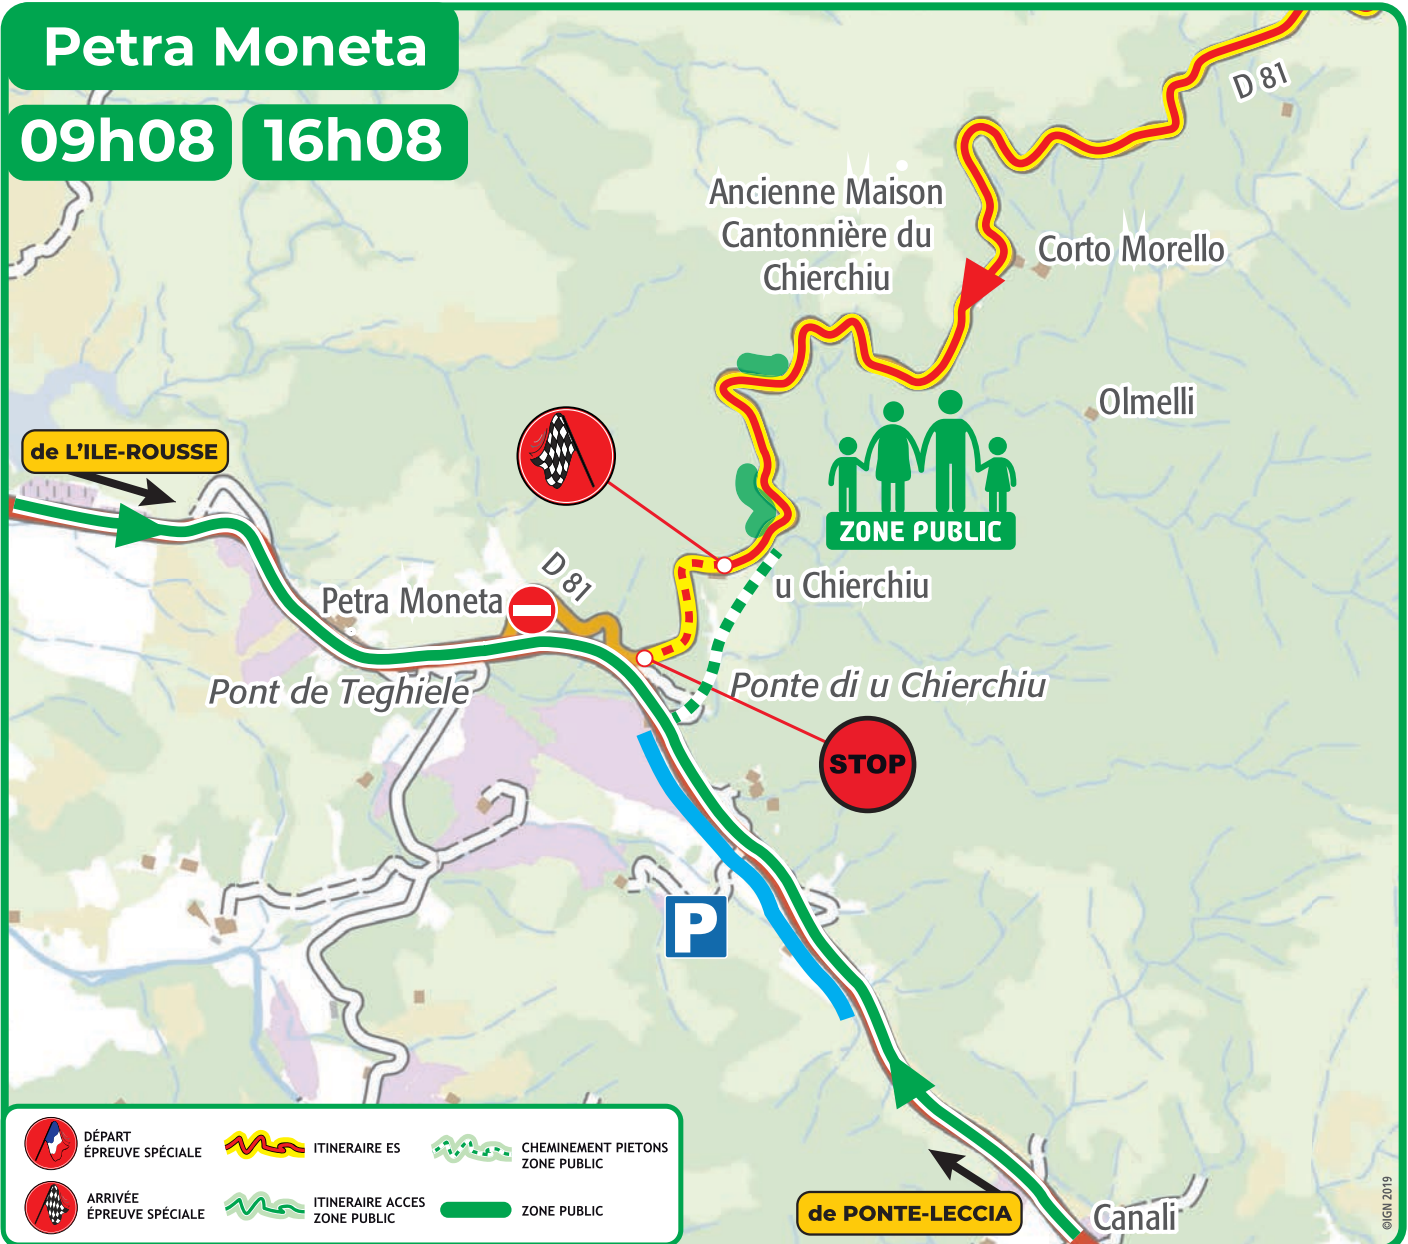 Petra Moneta
09h08 16h08
D 81
Ancienne Maison
Cantonnière du
Chierchiu
Corto Morello
Olmelli
de L'ILE-ROUSSE
ZONE PUBLIC
D 81
Petra Moneta
u Chierchiu
Pont de Teghiele
Ponte di u Chierchiu
STOP
P
DÉPART
ÉPREUVE SPÉCIALE
ITINERAIRE ES
CHEMINEMENT PIETONS
ZONE PUBLIC
ARRIVÉE
ÉPREUVE SPÉCIALE
ITINERAIRE ACCES
ZONE PUBLIC
ZONE PUBLIC
de PONTE-LECCIA
Canali
©IGN 2019